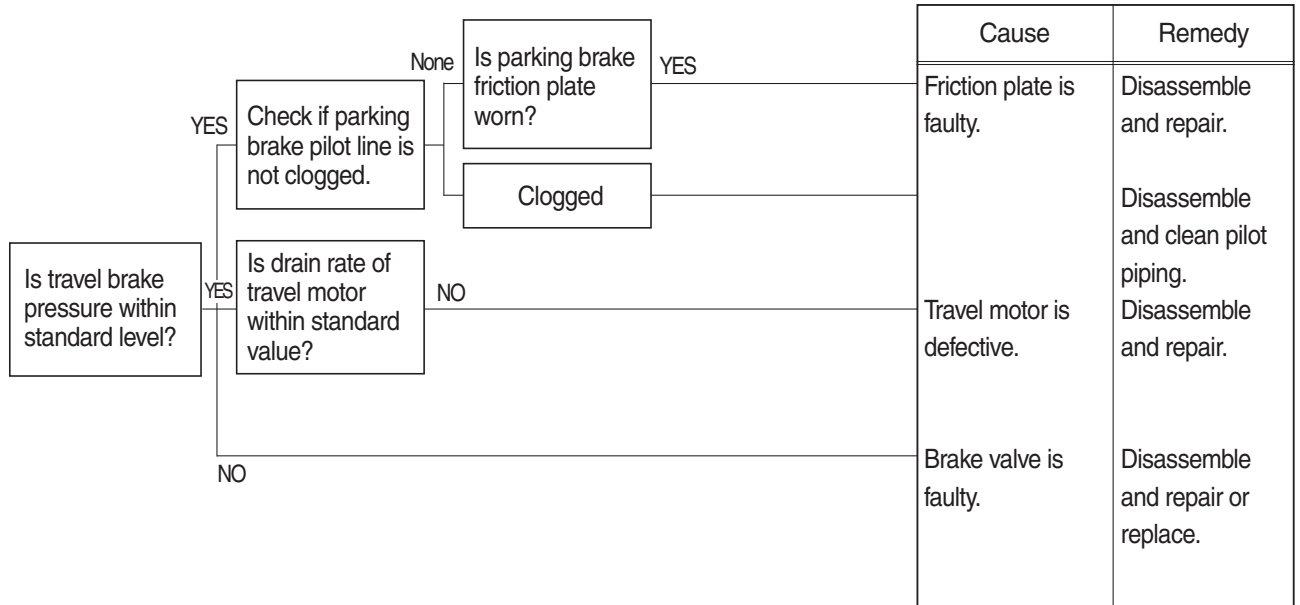 Cause
Remedy
None
Is parking brake
friction plate
worn?
YES
Friction plate is
faulty.
Disassemble
and repair.
YES
Check if parking
brake pilot line is
not clogged.
Clogged
Disassemble
and clean pilot
piping.
Is travel brake
pressure within
standard level?
YES
Is drain rate of
travel motor
within standard
value?
NO
Travel motor is
defective.
Disassemble
and repair.
NO
Brake valve is
faulty.
Disassemble
and repair or
replace.